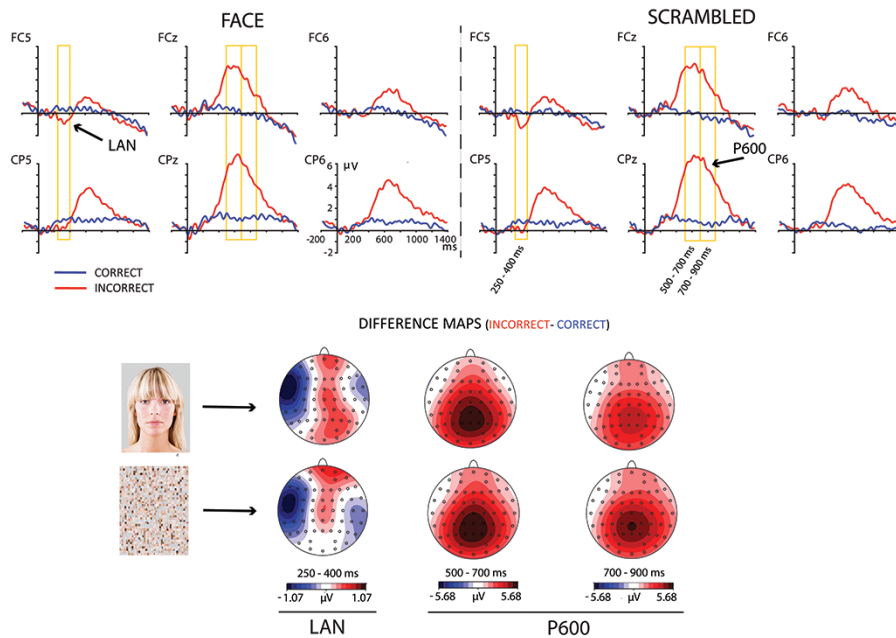 FACE
SCRAMBLED
FC5
FCz
FC6
FC5
FCz
FC6
LAN
CP5
CPz
CP6
µV
6
4
2
0
-2
-200
200
600
1000
1400
ms
CP5
CPz
CP6
P600
CORRECT
INCORRECT
250 - 400 ms
500 - 700 ms
700 - 900 ms
DIFFERENCE MAPS (INCORRECT- CORRECT)
250 - 400 ms
500 - 700 ms
700 - 900 ms
-1.07 µV 1.07
-5.68 µV 5.68
-5.68 µV 5.68
LAN
P600